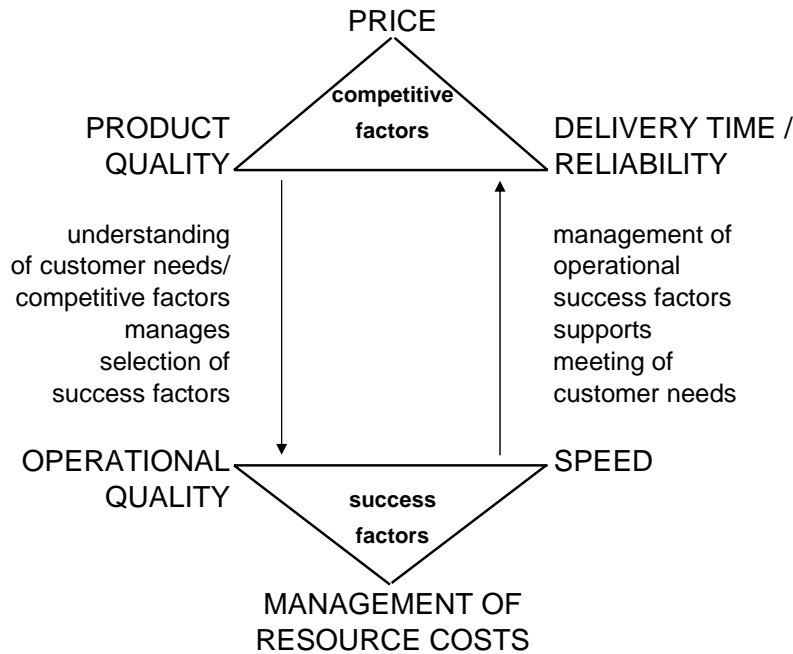 PRICE
competitive
factors
PRODUCT
QUALITY
DELIVERY TIME /
RELIABILITY
understanding
of customer needs/
competitive factors
manages
selection of
success factors
management of
operational
success factors
supports
meeting of
customer needs
OPERATIONAL
QUALITY
SPEED
success
factors
MANAGEMENT OF
RESOURCE COSTS